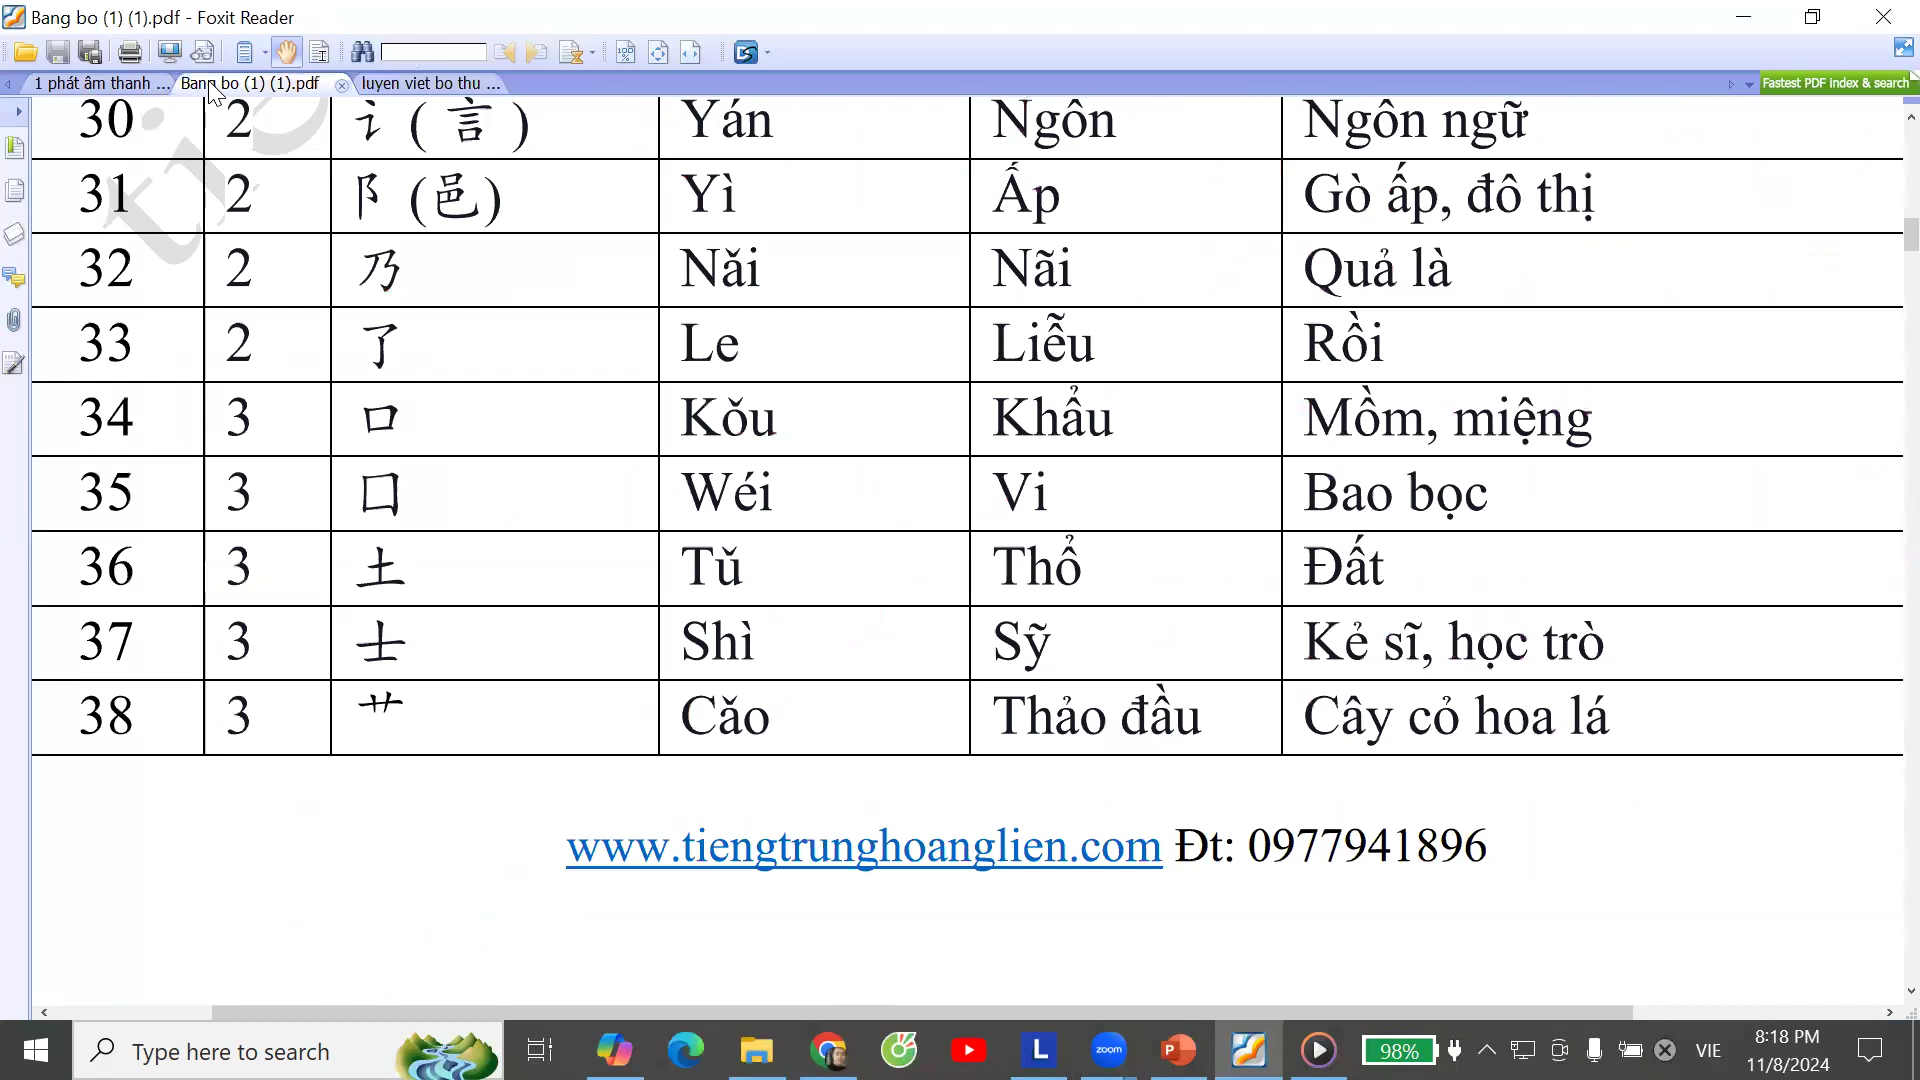 Bang bo (1) (1).pdf - Foxit Reader
1 phát âm thanh ... Bang bo (1) (1).pdf luyen viet bo thu ... Fastest PDF index & search
30 2 讠( 言 ) Yán Ngôn Ngôn ngữ
31 2 阝(邑) Yì Ấp Gò ấp, đô thị
32 2 乃 Nǎi Nãi Quả là
33 2 了 Le Liễu Rồi
34 3 口 Kǒu Khẩu Mồm, miệng
35 3 囗 Wéi Vi Bao bọc
36 3 土 Tǔ Thổ Đất
37 3 士 Shì Sỹ Kẻ sĩ, học trò
38 3 艹 Cǎo Thảo đầu Cây cỏ hoa lá
www.tiengtrunghoanglien.com Đt: 0977941896
Type here to search L zoom 98% VIE 8:18 PM
11/8/2024